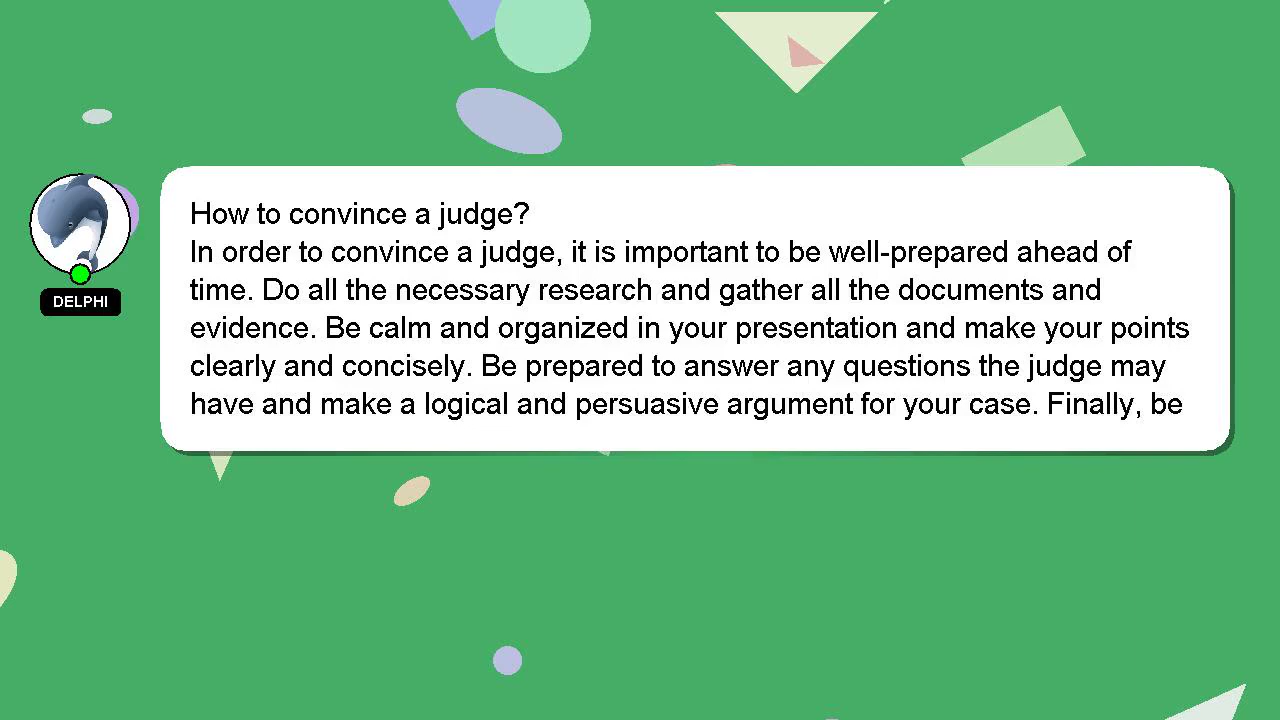 How to convince a judge?
In order to convince a judge, it is important to be well-prepared ahead of
time. Do all the necessary research and gather all the documents and
evidence. Be calm and organized in your presentation and make your points
clearly and concisely. Be prepared to answer any questions the judge may
have and make a logical and persuasive argument for your case. Finally, be
DELPHI